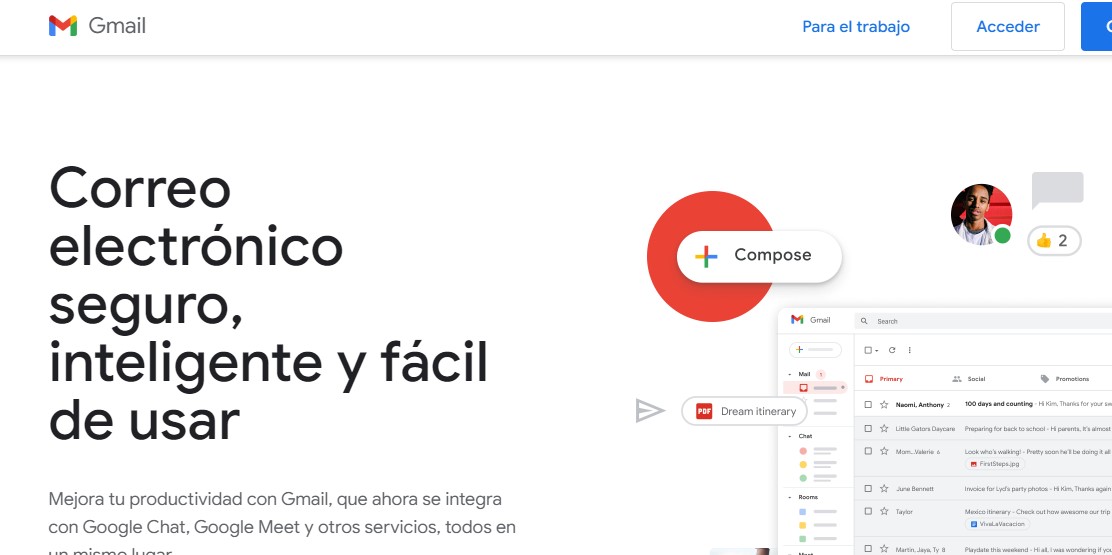 Gmail
Para el trabajo
Acceder
Correo
electrónico
seguro,
inteligente y fácil
de usar
Mejora tu productividad con Gmail, que ahora se integra
con Google Chat, Google Meet y otros servicios, todos en
un mismo lugar.
Compose
👍 2
PDF Dream itinerary
Gmail
Search
Mail 1
Primary
Social
Promotions
Naomi, Anthony 2
100 days and counting - Hi Kim, Thanks for your
Little Gators Daycare
Preparing for back to school - Hi parents, It's almost
Mom...Valerie 6
Look who's walking! - Pretty soon he'll be doing it all
FirstSteps.jpg
June Bennett
Invoice for Lyd's party photos - Hi Kim, Thanks again
Taylor
Mexico itinerary - Check out how awesome our trip
VivaLaVacacion
Martin, Jaya, Ty 8
Playdate this weekend - Hi all, I was wondering if
Chat
Rooms